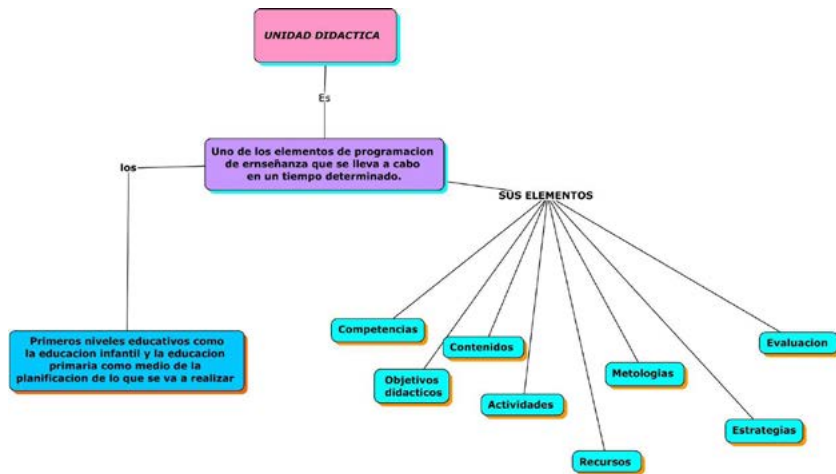 UNIDAD DIDACTICA
Es
Uno de los elementos de programacion
de ernseñanza que se lleva a cabo
en un tiempo determinado.
los
SUS ELEMENTOS
Primeros niveles educativos como
la educacion infantil y la educacion
primaria como medio de la
planificacion de lo que se va a realizar
Competencias
Objetivos
didacticos
Contenidos
Actividades
Recursos
Metologias
Estrategias
Evaluacion